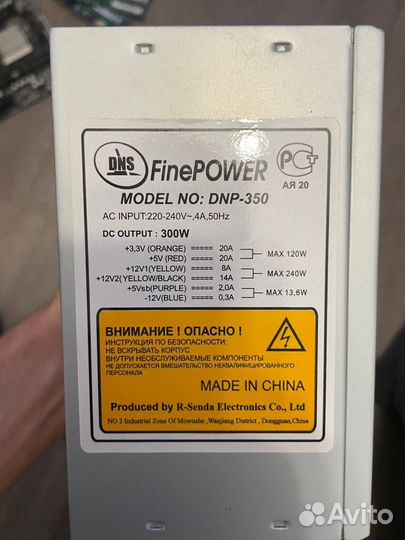 DNS
FinePOWER
РСТ
АЯ 20
MODEL NO: DNP-350
AC INPUT:220-240V~,4A,50Hz
DC OUTPUT : 300W
+3,3V (ORANGE) ===== 20A
+5V (RED) ===== 20A
MAX 120W
+12V1(YELLOW) ===== 8A
+12V2(YELLOW/BLACK) ===== 14A
MAX 240W
+5Vsb(PURPLE) ===== 2,0A
-12V(BLUE) ===== 0,3A
MAX 13,6W
ВНИМАНИЕ ! ОПАСНО !
ИНСТРУКЦИЯ ПО БЕЗОПАСНОСТИ:
НЕ ВСКРЫВАТЬ КОРПУС
ВНУТРИ НЕОБСЛУЖИВАЕМЫЕ КОМПОНЕНТЫ
НЕ ДОПУСКАЕТСЯ ВМЕШАТЕЛЬСТВО НЕКВАЛИФИЦИРОВАННОГО
ПЕРСОНАЛА
MADE IN CHINA
Produced by R-Senda Electronics Co., Ltd
NO 2 Industrial Zone Of Mowushe , Wanjiang District , Dongguan,China
Avito